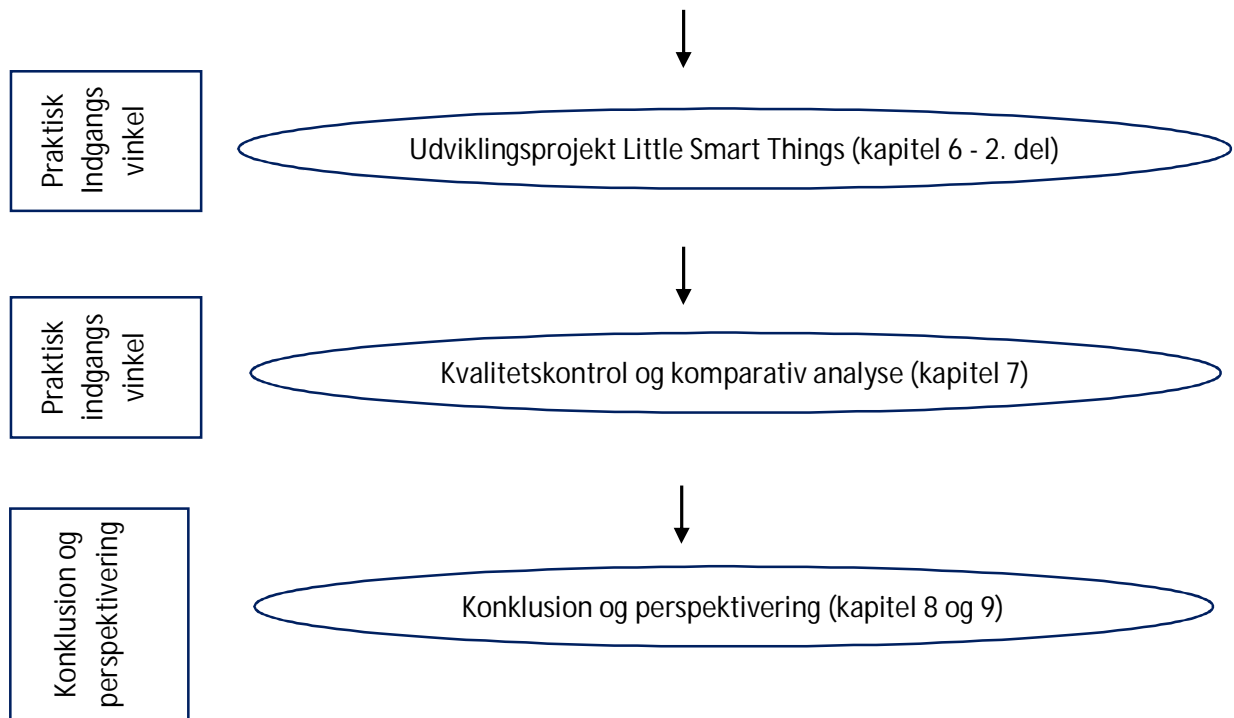 Praktisk
Indgangs
vinkel
Udviklingsprojekt Little Smart Things (kapitel 6 - 2. del)
Praktisk
indgangs
vinkel
Kvalitetskontrol og komparativ analyse (kapitel 7)
Konklusion og
perspektivering
Konklusion og perspektivering (kapitel 8 og 9)